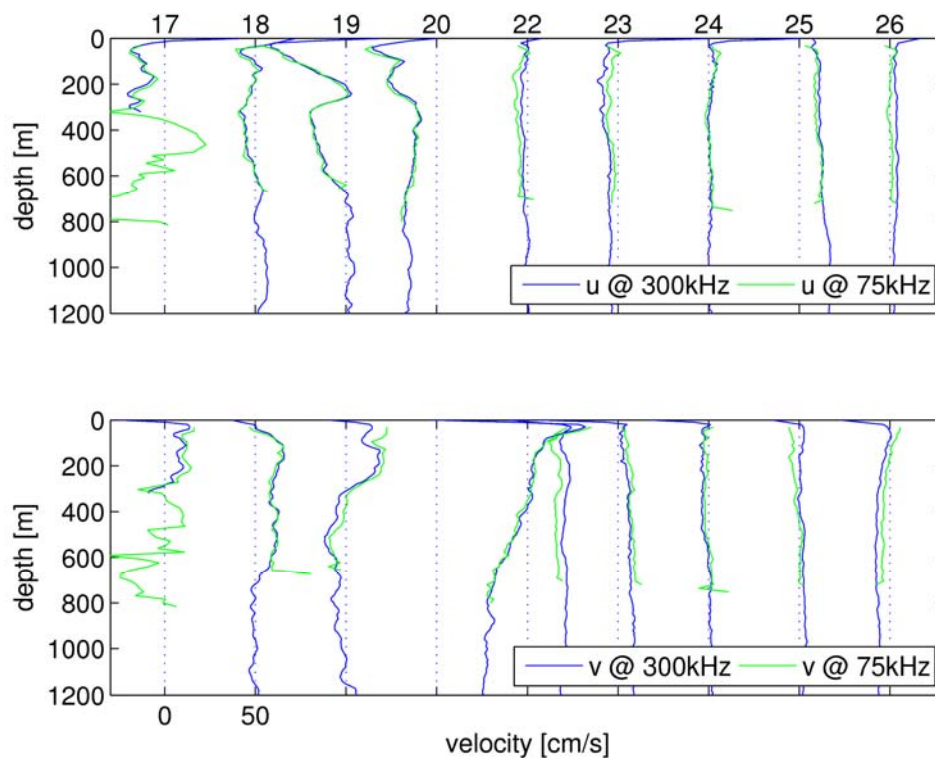 17 18 19 20 22 23 24 25 26
0
200
400
600
800
1000
1200
depth [m]
u @ 300kHz u @ 75kHz
0
200
400
600
800
1000
1200
depth [m]
v @ 300kHz v @ 75kHz
0 50
velocity [cm/s]